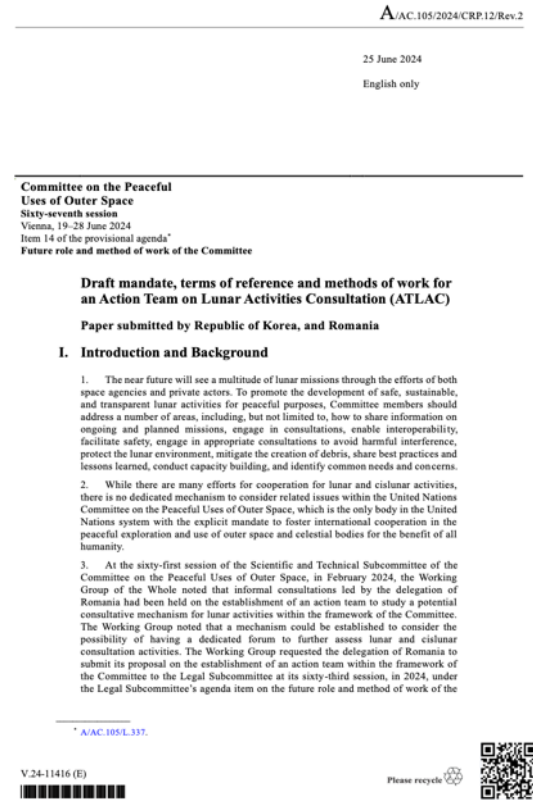 A/AC.105/2024/CRP.12/Rev.2
25 June 2024
English only
Committee on the Peaceful
Uses of Outer Space
Sixty-seventh session
Vienna, 19–28 June 2024
Item 14 of the provisional agenda*
Future role and method of work of the Committee
Draft mandate, terms of reference and methods of work for
an Action Team on Lunar Activities Consultation (ATLAC)
Paper submitted by Republic of Korea, and Romania
I. Introduction and Background
1. The near future will see a multitude of lunar missions through the efforts of both
space agencies and private actors. To promote the development of safe, sustainable,
and transparent lunar activities for peaceful purposes, Committee members should
address a number of areas, including, but not limited to, how to share information on
ongoing and planned missions, engage in consultations, enable interoperability,
facilitate safety, engage in appropriate consultations to avoid harmful interference,
protect the lunar environment, mitigate the creation of debris, share best practices and
lessons learned, conduct capacity building, and identify common needs and concerns.
2. While there are many efforts for cooperation for lunar and cislunar activities,
there is no dedicated mechanism to consider related issues within the United Nations
Committee on the Peaceful Uses of Outer Space, which is the only body in the United
Nations system with the explicit mandate to foster international cooperation in the
peaceful exploration and use of outer space and celestial bodies for the benefit of all
humanity.
3. At the sixty-first session of the Scientific and Technical Subcommittee of the
Committee on the Peaceful Uses of Outer Space, in February 2024, the Working
Group of the Whole noted that informal consultations led by the delegation of
Romania had been held on the establishment of an action team to study a potential
consultative mechanism for lunar activities within the framework of the Committee.
The Working Group noted that a mechanism could be established to consider the
possibility of having a dedicated forum to further assess lunar and cislunar
consultation activities. The Working Group requested the delegation of Romania to
submit its proposal on the establishment of an action team within the framework of
the Committee to the Legal Subcommittee at its sixty-third session, in 2024, under
the Legal Subcommittee's agenda item on the future role and method of work of the
* A/AC.105/L.337.
V.24-11416 (E)
Please recycle